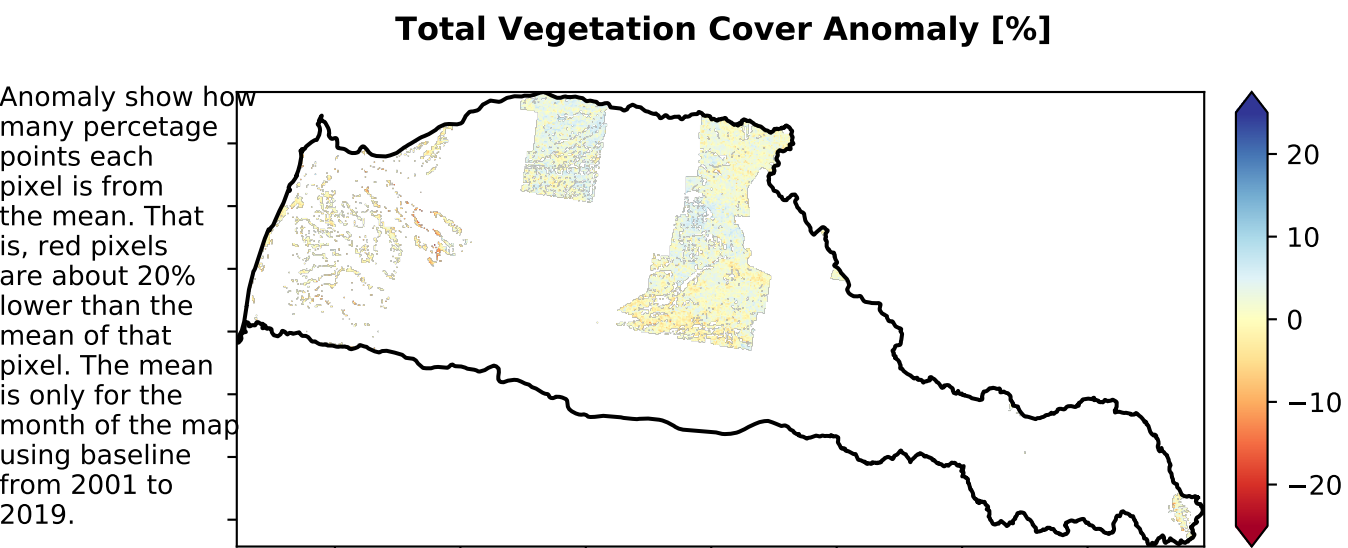 Total Vegetation Cover Anomaly [%]
Anomaly show how
many percetage
points each
pixel is from
the mean. That
is, red pixels
are about 20%
lower than the
mean of that
pixel. The mean
is only for the
month of the map
using baseline
from 2001 to
2019.
20
10
0
−10
−20